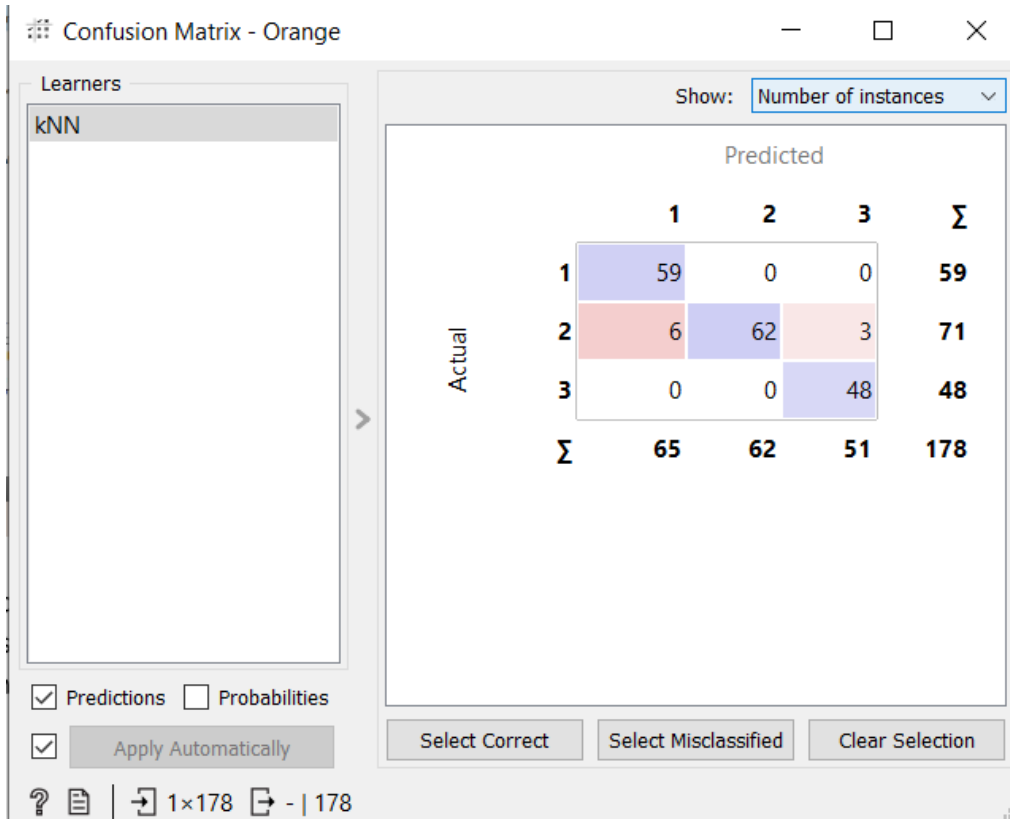 Confusion Matrix - Orange
Learners
kNN
Show: Number of instances
Predicted
1 2 3 Σ
Actual
1 59 0 0 59
2 6 62 3 71
3 0 0 48 48
Σ 65 62 51 178
Predictions Probabilities
Apply Automatically
Select Correct Select Misclassified Clear Selection
? 1×178 - | 178